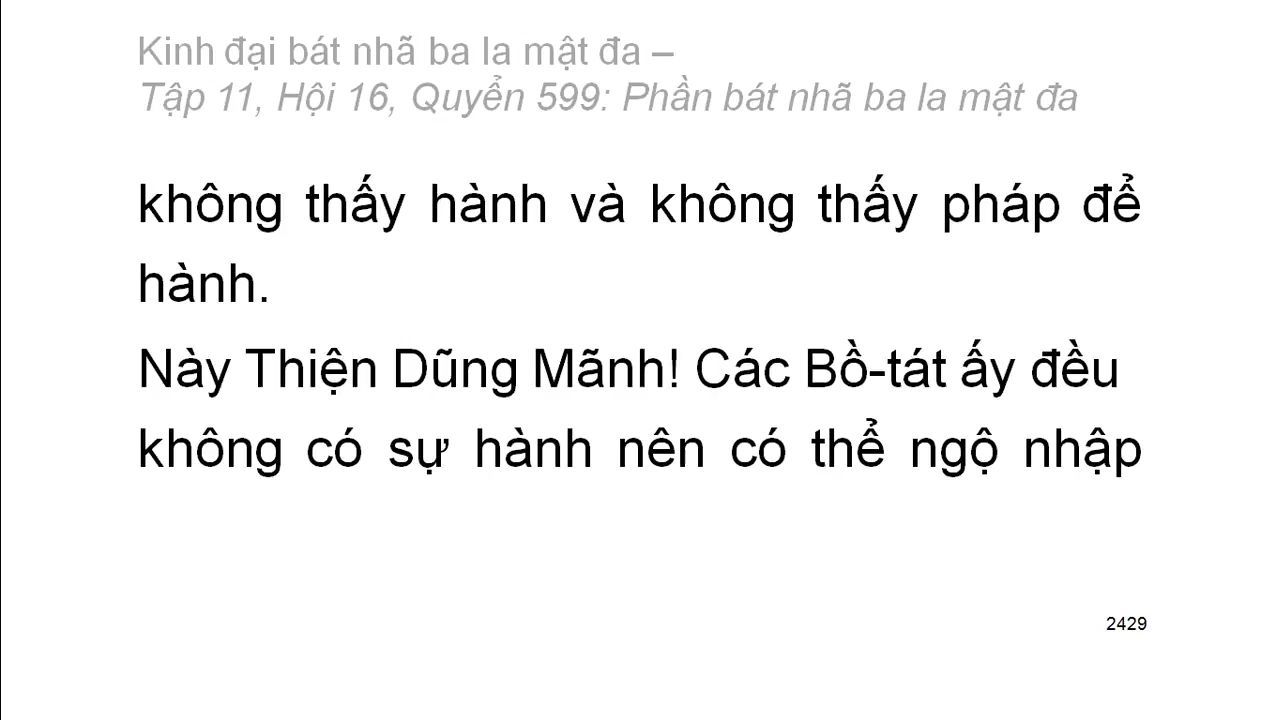 Kinh đại bát nhã ba la mật đa –
Tập 11, Hội 16, Quyển 599: Phần bát nhã ba la mật đa
không thấy hành và không thấy pháp để
hành.
Này Thiện Dũng Mãnh! Các Bồ-tát ấy đều
không có sự hành nên có thể ngộ nhập
2429